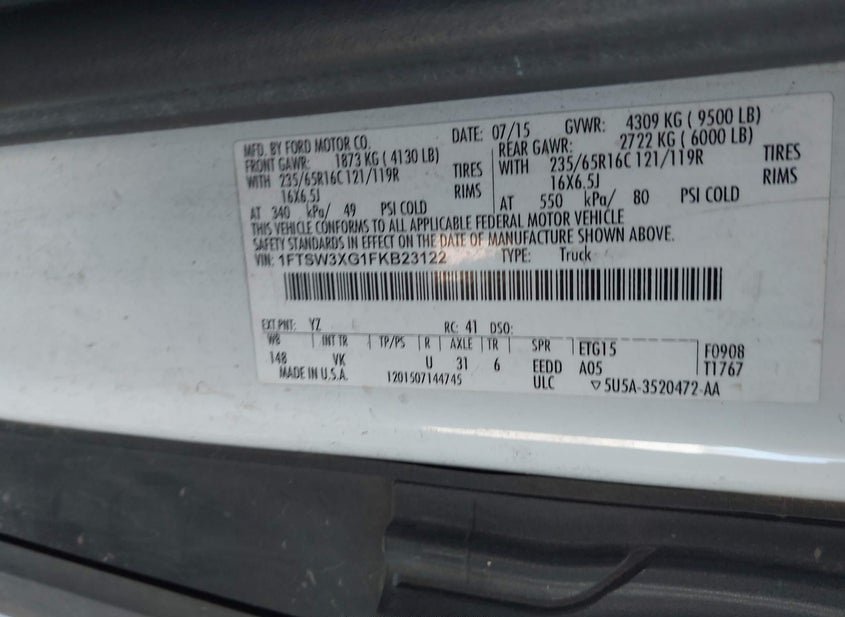 MFD. BY FORD MOTOR CO. DATE: 07/15 GVWR: 4309 KG ( 9500 LB)
FRONT GAWR: 1873 KG ( 4130 LB) REAR GAWR: 2722 KG ( 6000 LB)
WITH 235/65R16C 121/119R TIRES WITH 235/65R16C 121/119R TIRES
16X6.5J RIMS 16X6.5J RIMS
AT 340 kPa/ 49 PSI COLD AT 550 kPa/ 80 PSI COLD
THIS VEHICLE CONFORMS TO ALL APPLICABLE FEDERAL MOTOR VEHICLE
SAFETY STANDARDS IN EFFECT ON THE DATE OF MANUFACTURE SHOWN ABOVE.
VIN: 1FTSW3XG1FKB23122 TYPE: Truck
EXT PNT: YZ RC: 41 DSO:
WB INT TR TP/PS R AXLE TR SPR ETG15 F0908
148 VK U 31 6 EEDD A05 T1767
MADE IN U.S.A. 1201507144745 ULC ▽5U5A-3520472-AA